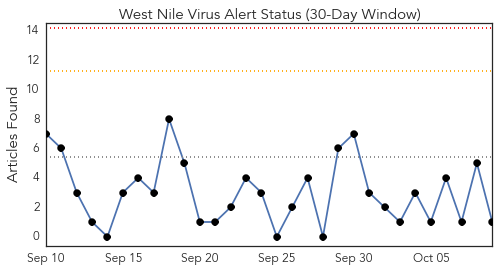 West Nile Virus Alert Status (30-Day Window)
Articles Found
14
12
10
8
6
4
2
0
Sep 10 Sep 15 Sep 20 Sep 25 Sep 30 Oct 05